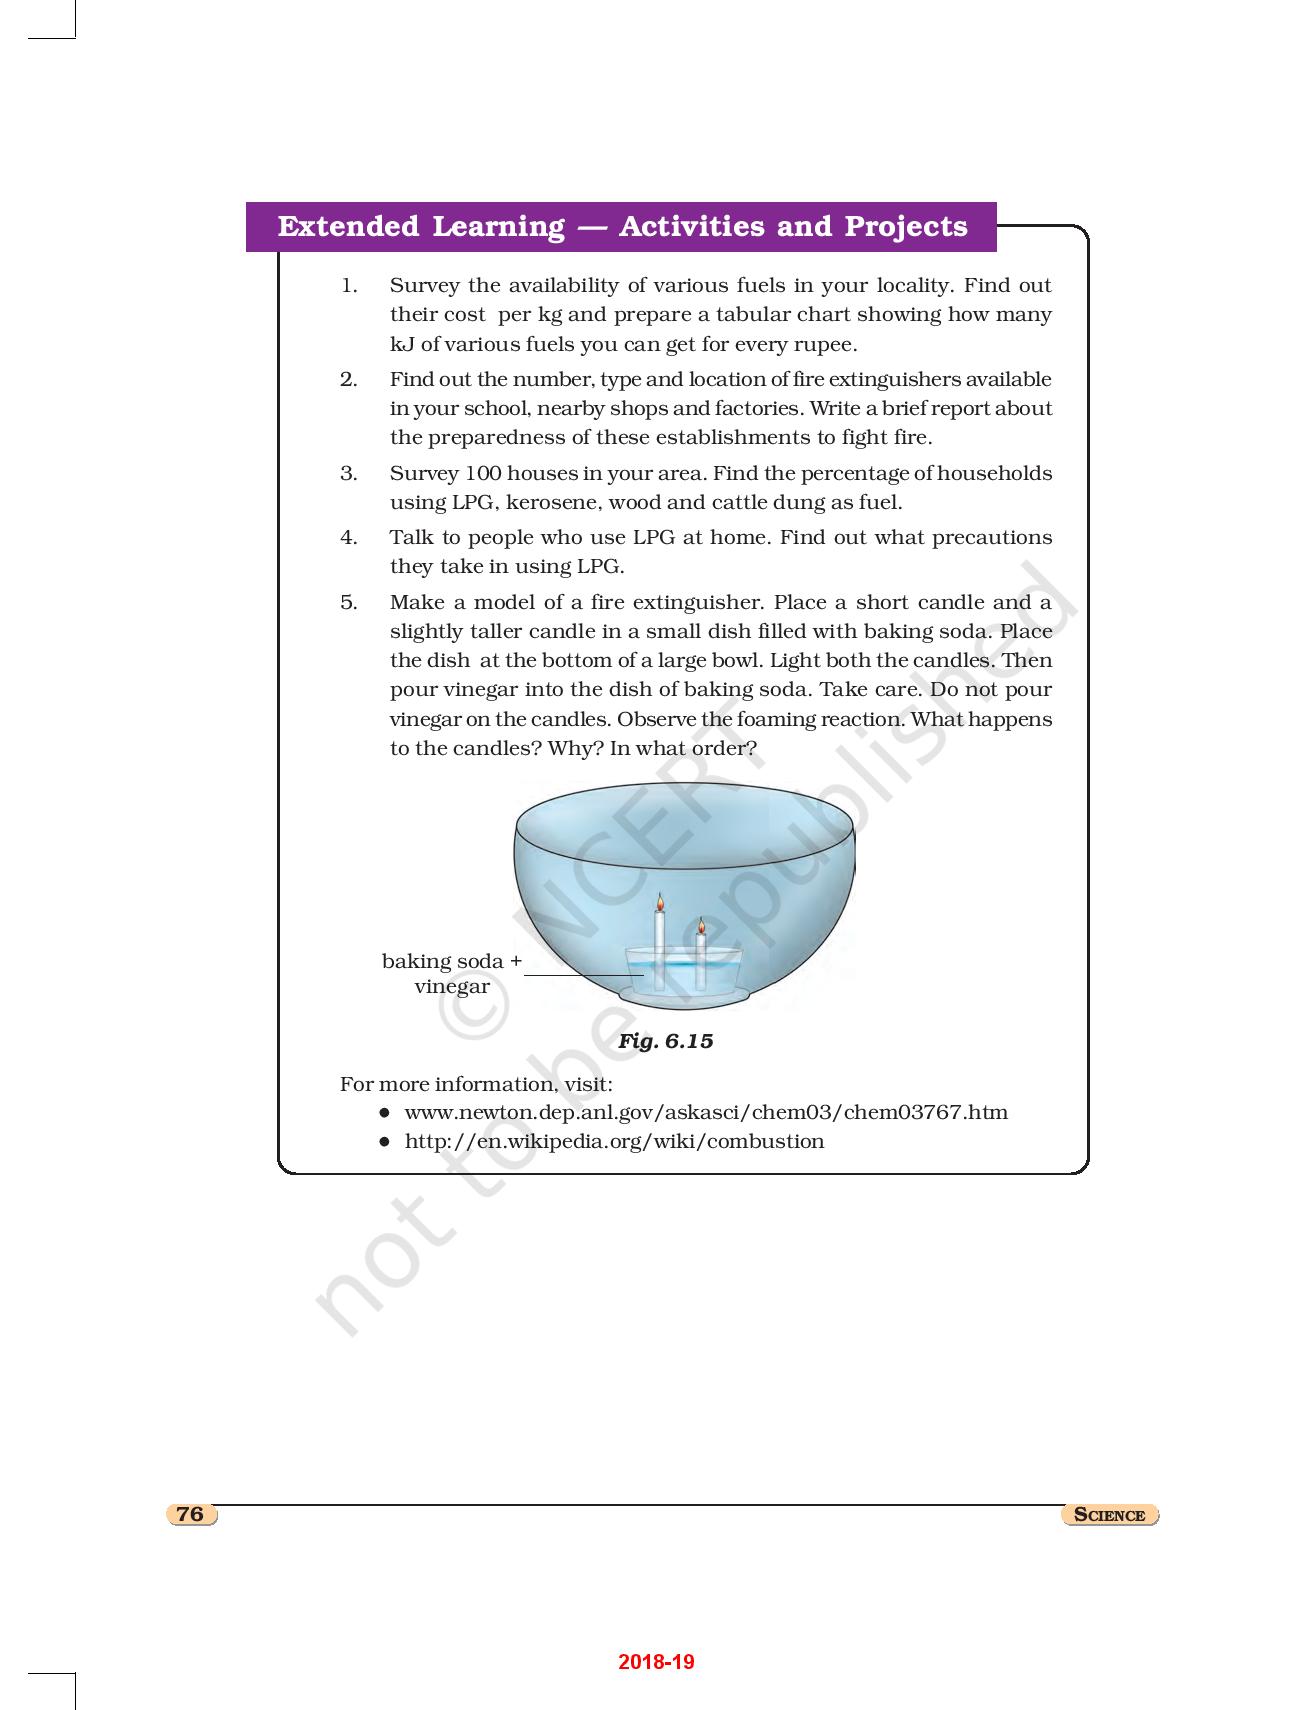 Extended Learning — Activities and Projects
1. Survey the availability of various fuels in your locality. Find out
their cost per kg and prepare a tabular chart showing how many
kJ of various fuels you can get for every rupee.
2. Find out the number, type and location of fire extinguishers available
in your school, nearby shops and factories. Write a brief report about
the preparedness of these establishments to fight fire.
3. Survey 100 houses in your area. Find the percentage of households
using LPG, kerosene, wood and cattle dung as fuel.
4. Talk to people who use LPG at home. Find out what precautions
they take in using LPG.
5. Make a model of a fire extinguisher. Place a short candle and a
slightly taller candle in a small dish filled with baking soda. Place
the dish at the bottom of a large bowl. Light both the candles. Then
pour vinegar into the dish of baking soda. Take care. Do not pour
vinegar on the candles. Observe the foaming reaction. What happens
to the candles? Why? In what order?
baking soda +
vinegar
Fig. 6.15
For more information, visit:
● www.newton.dep.anl.gov/askasci/chem03/chem03767.htm
● http://en.wikipedia.org/wiki/combustion
© NCERT
not to be republished
76
SCIENCE
2018-19